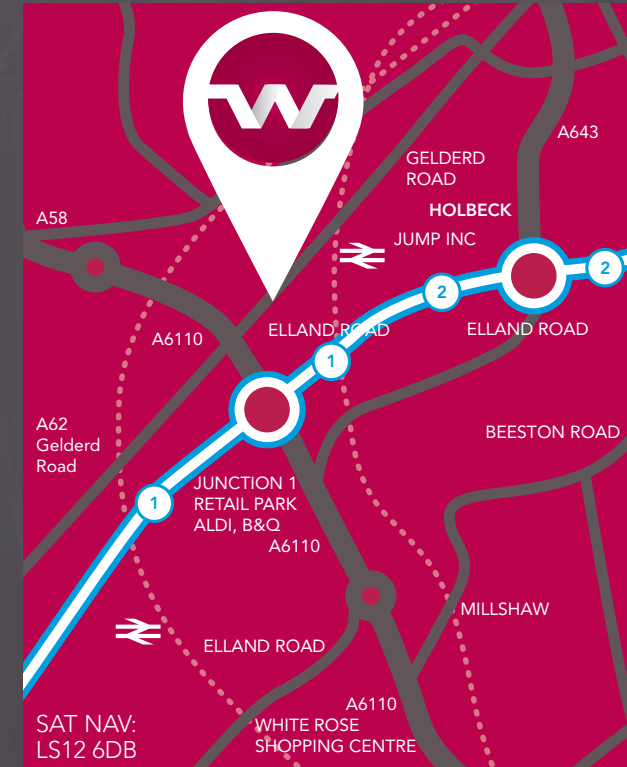 W
A643
GELDERD
ROAD
HOLBECK
A58
JUMP INC
2
2
ELLAND ROAD
ELLAND ROAD
A6110
1
A62
Gelderd
Road
BEESTON ROAD
JUNCTION 1
RETAIL PARK
ALDI, B&Q
1
A6110
MILLSHAW
ELLAND ROAD
A6110
SAT NAV:
LS12 6DB
WHITE ROSE
SHOPPING CENTRE